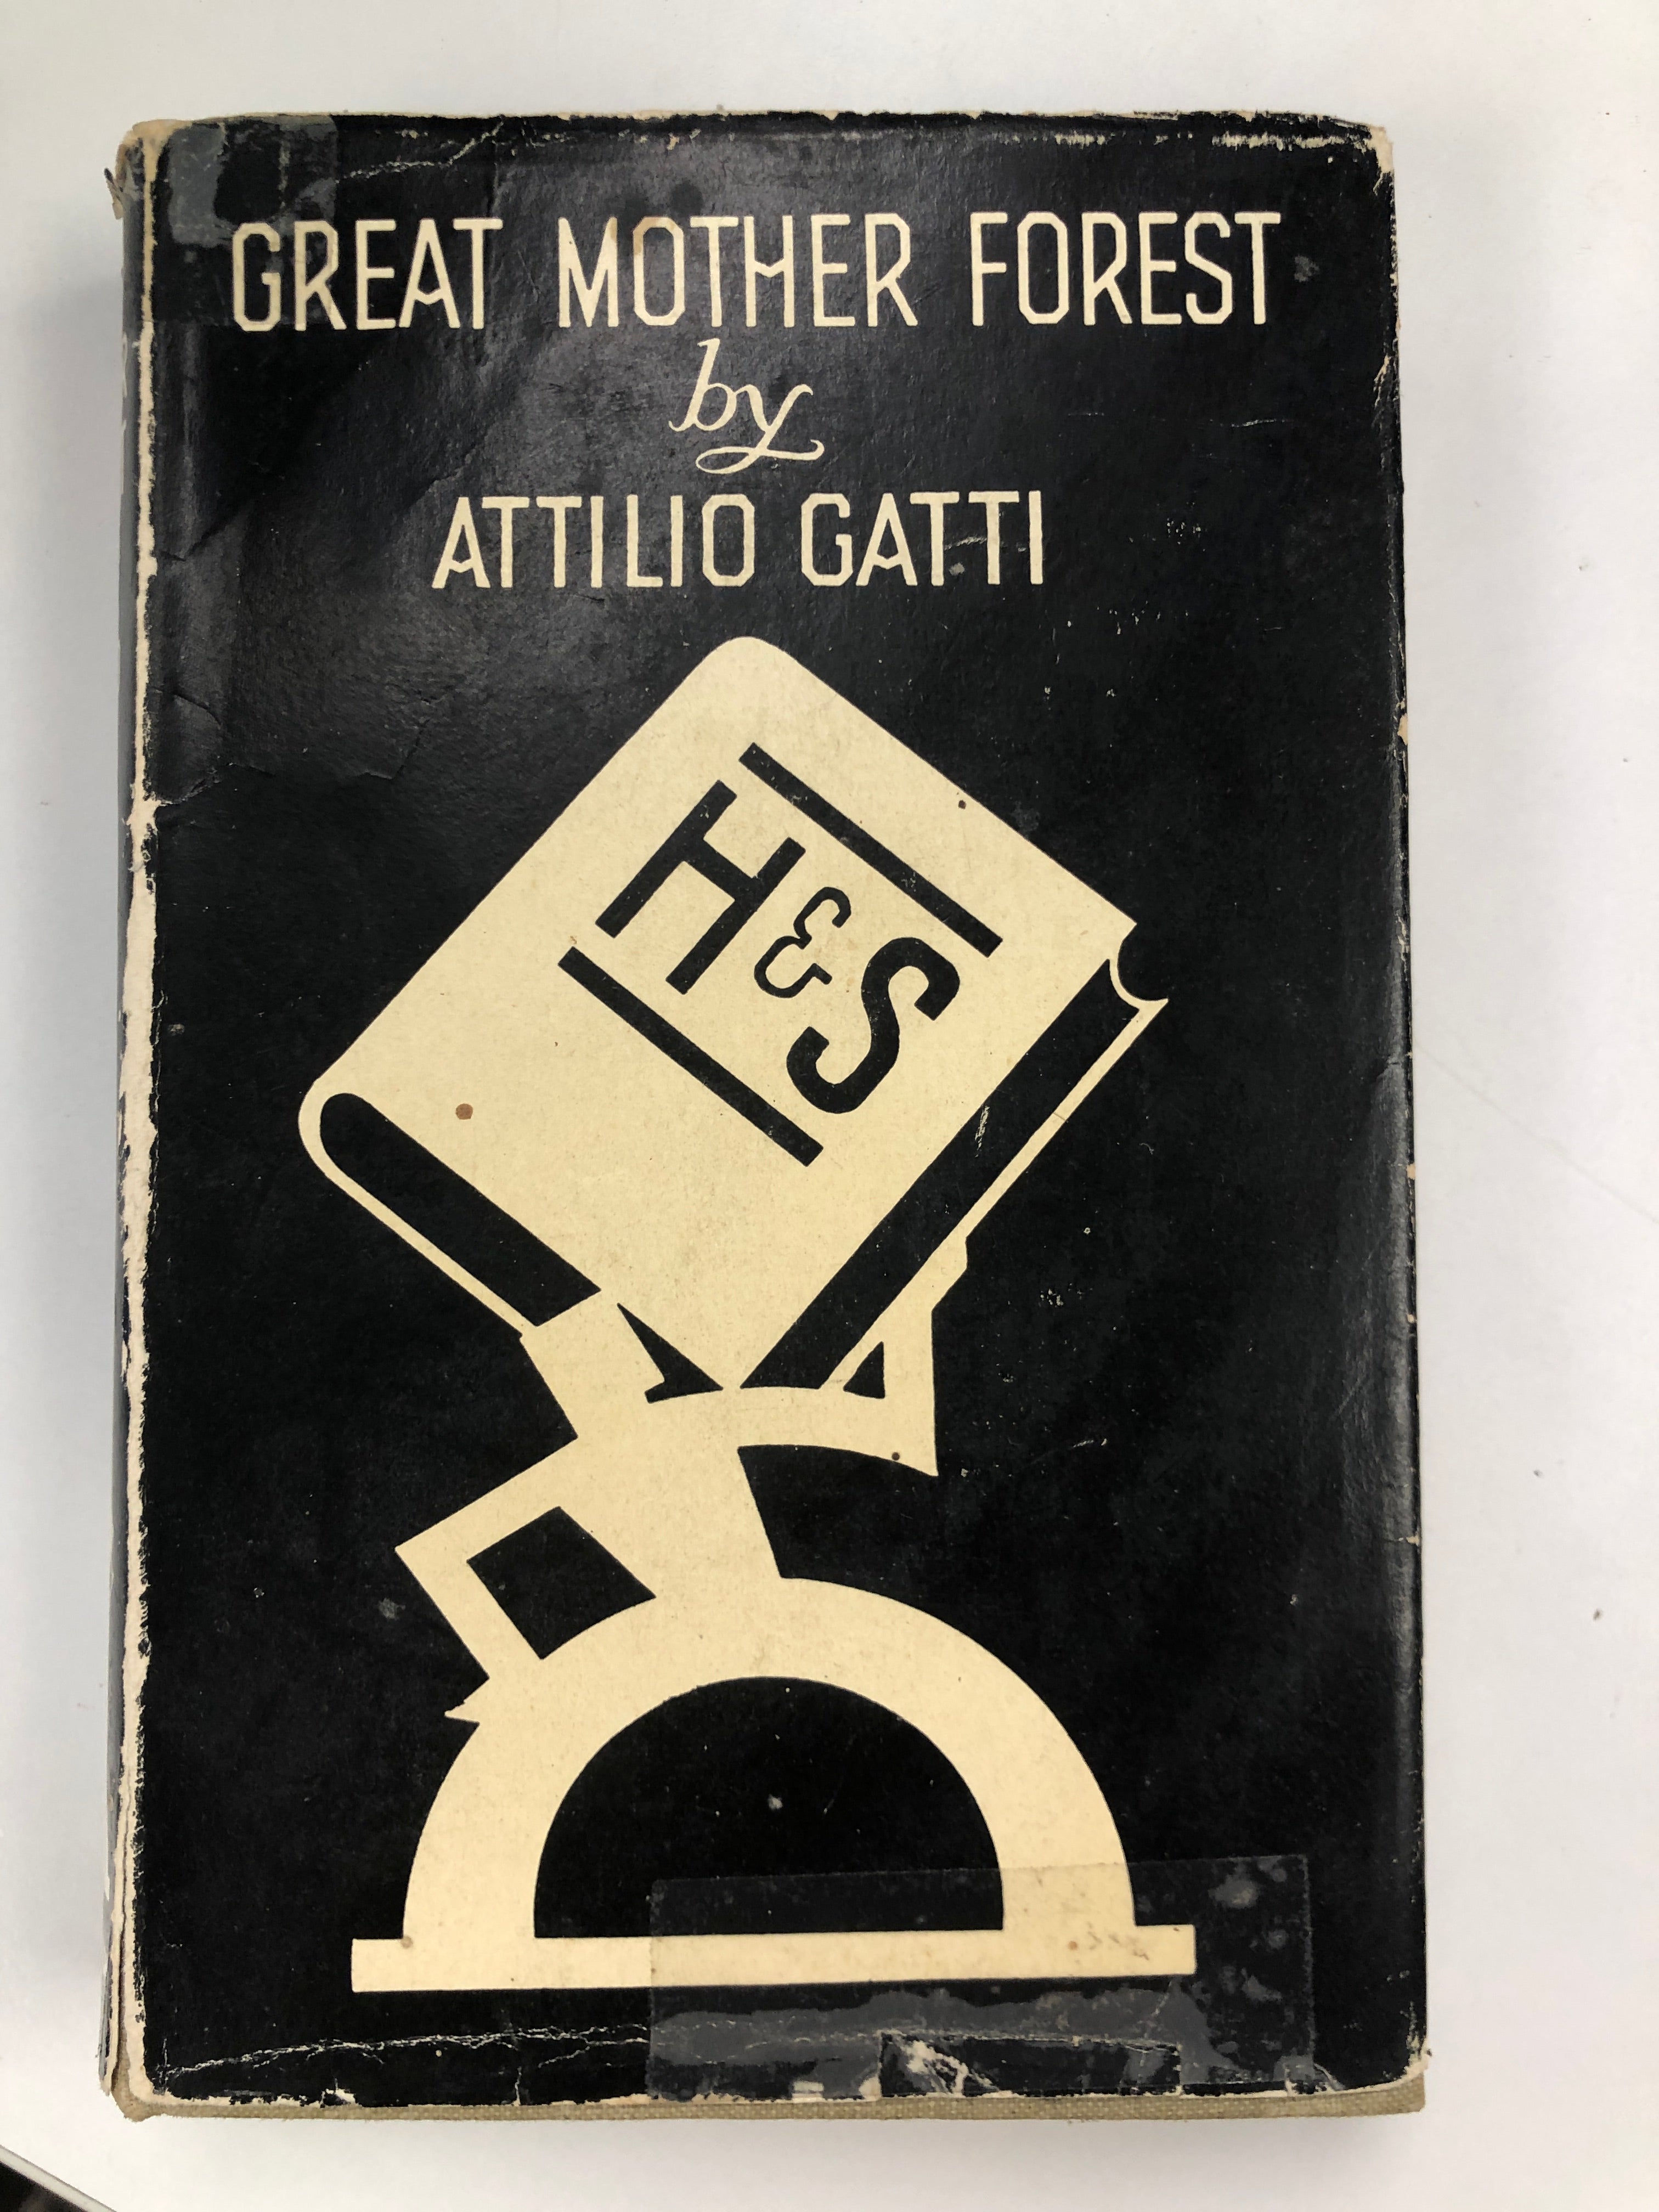 GREAT MOTHER FOREST
by
ATTILIO GATTI
H&S